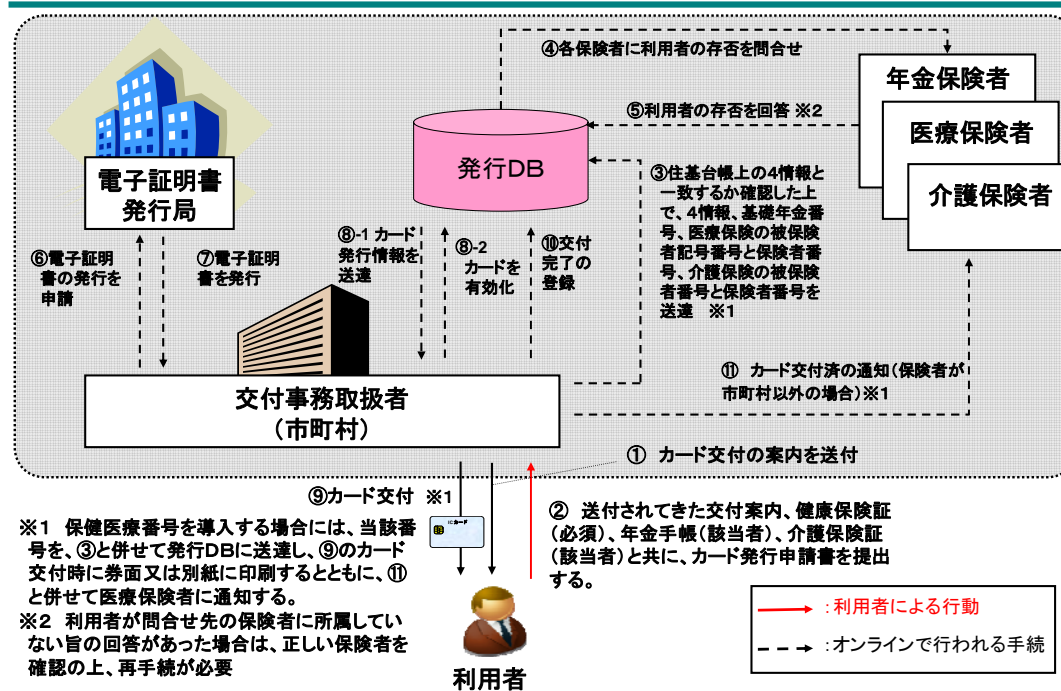 ④各保険者に利用者の存否を問合せ
年金保険者
医療保険者
介護保険者
⑤利用者の存否を回答 ※2
発行DB
電子証明書
発行局
③住基台帳上の4情報と
一致するか確認した上
で、4情報、基礎年金番
号、医療保険の被保険
者記号番号と保険者番
号、介護保険の被保険
者番号と保険者番号を
送達 ※1
⑥電子証明
書の発行を
申請
⑦電子証明
書を発行
⑧-1 カード
発行情報を
送達
⑧-2
カードを
有効化
⑩交付
完了の
登録
⑪ カード交付済の通知(保険者が
市町村以外の場合)※1
交付事務取扱者
(市町村)
① カード交付の案内を送付
⑨カード交付 ※1
ICカード
② 送付されてきた交付案内、健康保険証
(必須)、年金手帳(該当者)、介護保険証
(該当者)と共に、カード発行申請書を提出
する。
※1 保健医療番号を導入する場合には、当該番
号を、③と併せて発行DBに送達し、⑨のカード
交付時に券面又は別紙に印刷するとともに、⑪
と併せて医療保険者に通知する。
※2 利用者が問合せ先の保険者に所属してい
ない旨の回答があった場合は、正しい保険者を
確認の上、再手続が必要
利用者
:利用者による行動
:オンラインで行われる手続